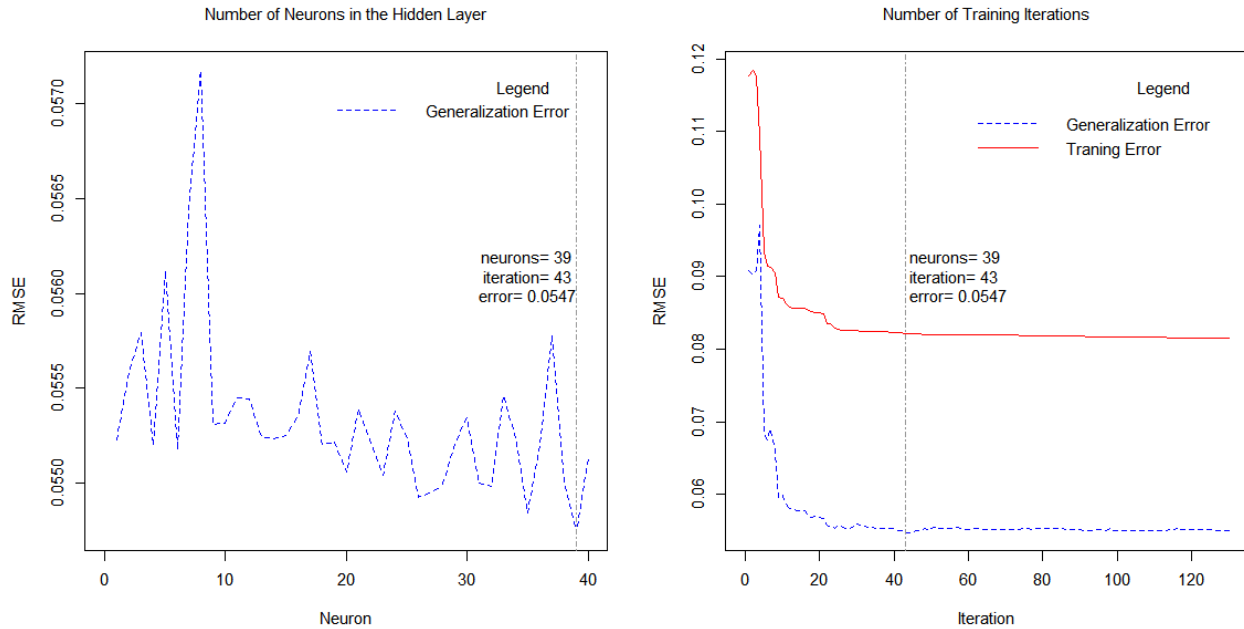 Number of Neurons in the Hidden Layer
RMSE
0.0570
0.0565
0.0560
0.0555
0.0550
Legend
Generalization Error
neurons= 39
iteration= 43
error= 0.0547
0 10 20 30 40
Neuron
Number of Training Iterations
RMSE
0.12
0.11
0.10
0.09
0.08
0.07
0.06
Legend
Generalization Error
Traning Error
neurons= 39
iteration= 43
error= 0.0547
0 20 40 60 80 100 120
Iteration